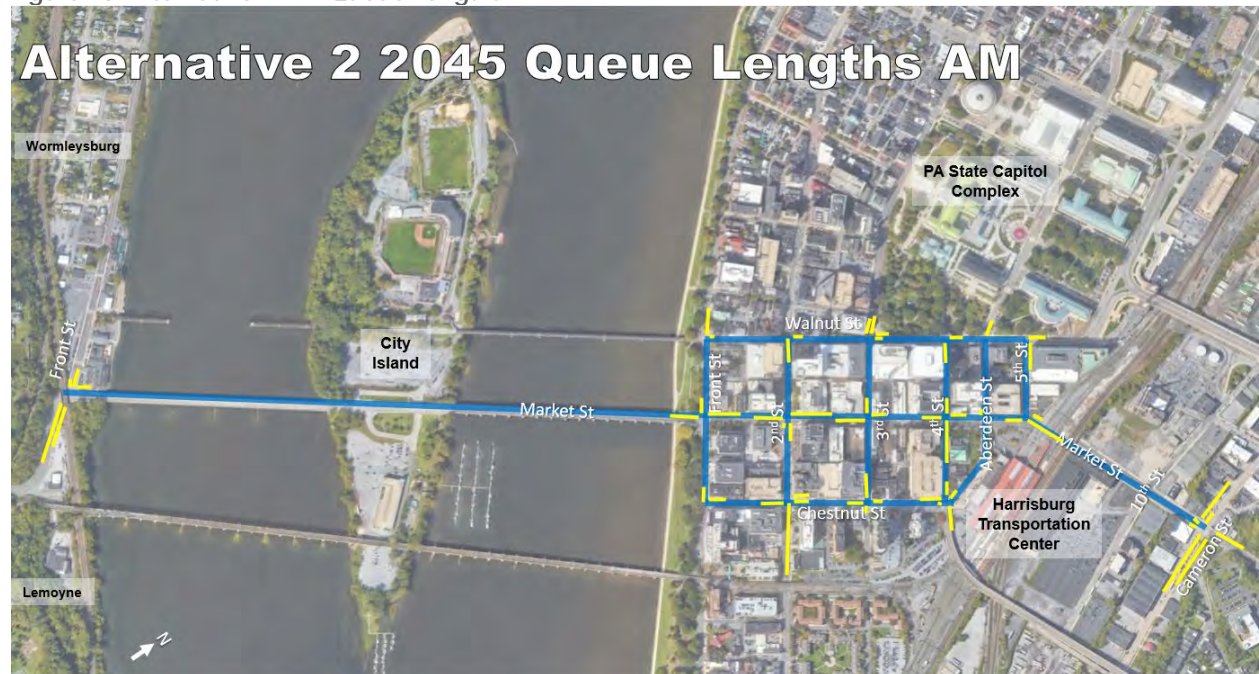 Alternative 2 2045 Queue Lengths AM
Wormleysburg
PA State Capitol
Complex
Front St
City
Island
Walnut St
Market St
Front St
2nd St
3rd St
4th St
Aberdeen St
5th St
Chestnut St
Market St
10th St
Cameron St
Harrisburg
Transportation
Center
Lemoyne
N